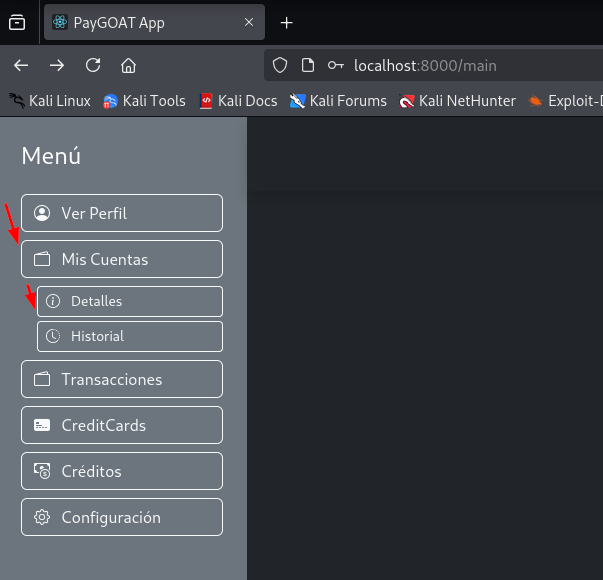 PayGOAT App
localhost:8000/main
Kali Linux Kali Tools Kali Docs Kali Forums Kali NetHunter
Menú
Ver Perfil
Mis Cuentas
Detalles
Historial
Transacciones
CreditCards
Créditos
Configuración